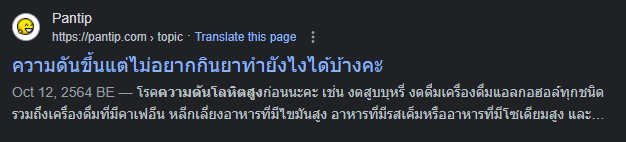 Pantip
https://pantip.com › topic · Translate this page
ความดันขึ้นแต่ไม่อยากกินยาทำยังไงได้บ้างคะ
Oct 12, 2564 BE — โรคความดันโลหิตสูงก่อนนะคะ เช่น งดสูบบุหรี่ งดดื่มเครื่องดื่มแอลกอฮอล์ทุกชนิด
รวมถึงเครื่องดื่มที่มีคาเฟอีน หลีกเลี่ยงอาหารที่มีไขมันสูง อาหารที่มีรสเค็มหรืออาหารที่มีโซเดียมสูง และ...